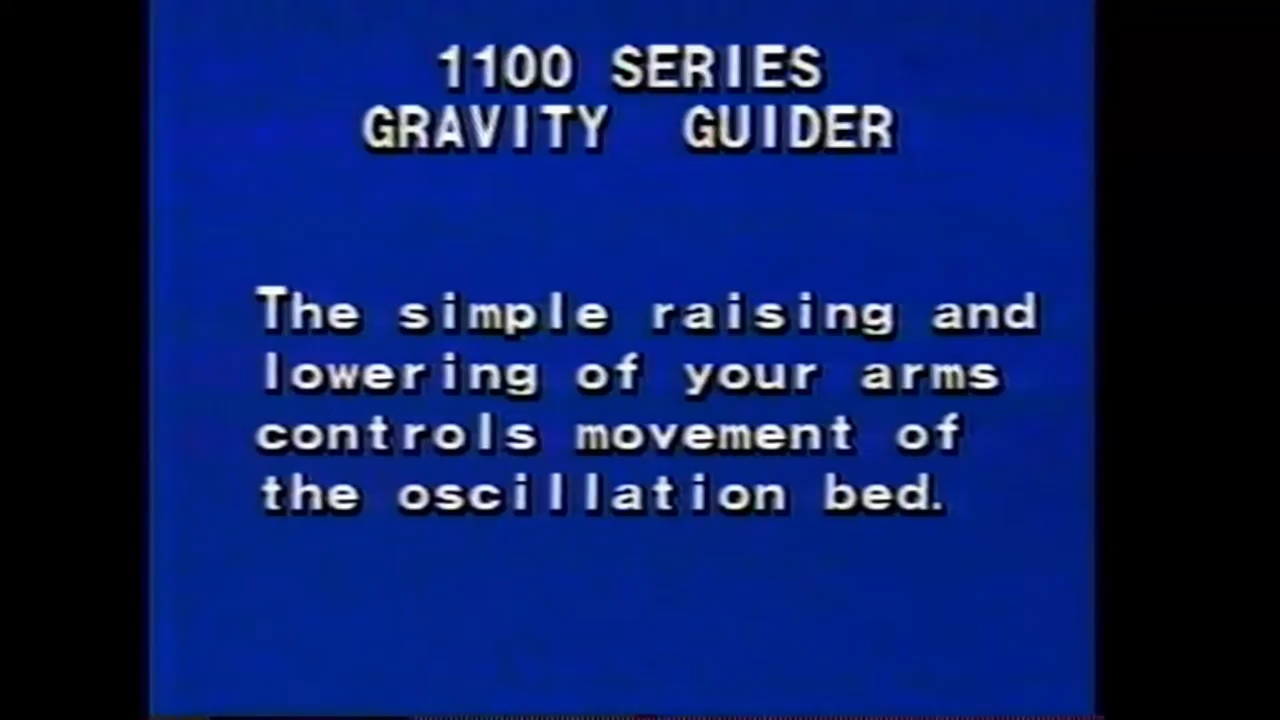 1100 SERIES
GRAVITY GUIDER
The simple raising and
lowering of your arms
controls movement of
the oscillation bed.